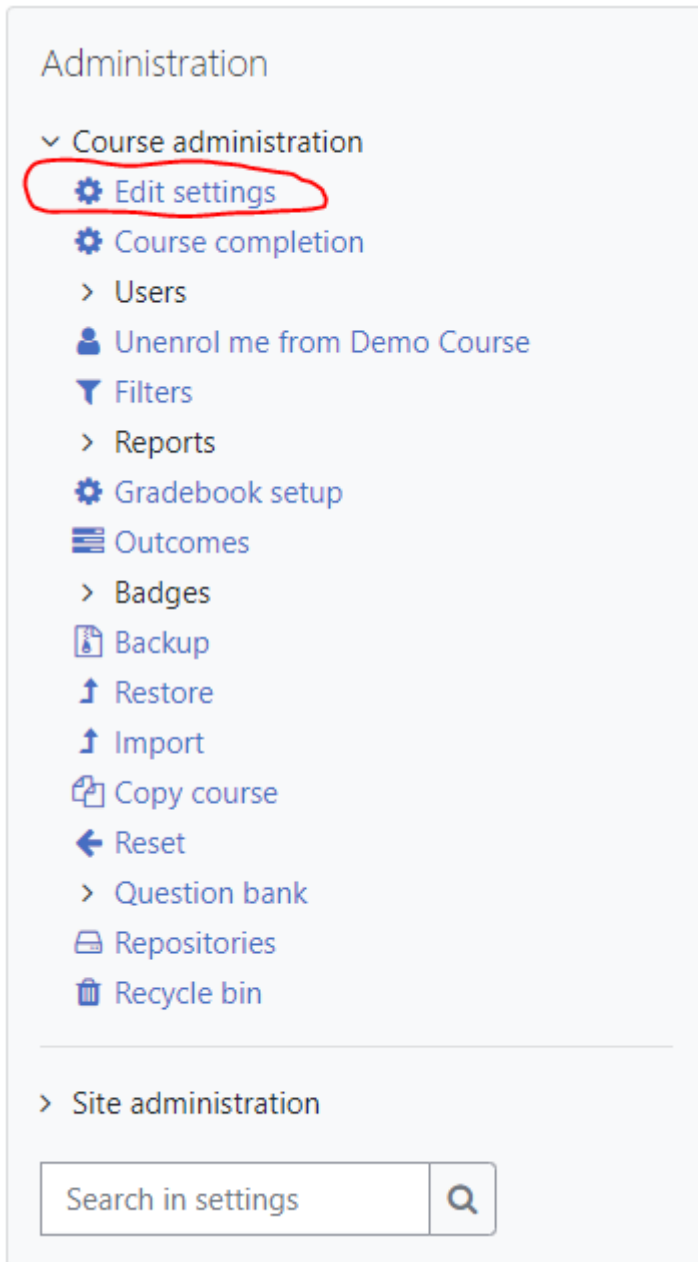 Administration
Course administration
Edit settings
Course completion
Users
Unenrol me from Demo Course
Filters
Reports
Gradebook setup
Outcomes
Badges
Backup
Restore
Import
Copy course
Reset
Question bank
Repositories
Recycle bin
Site administration
Search in settings